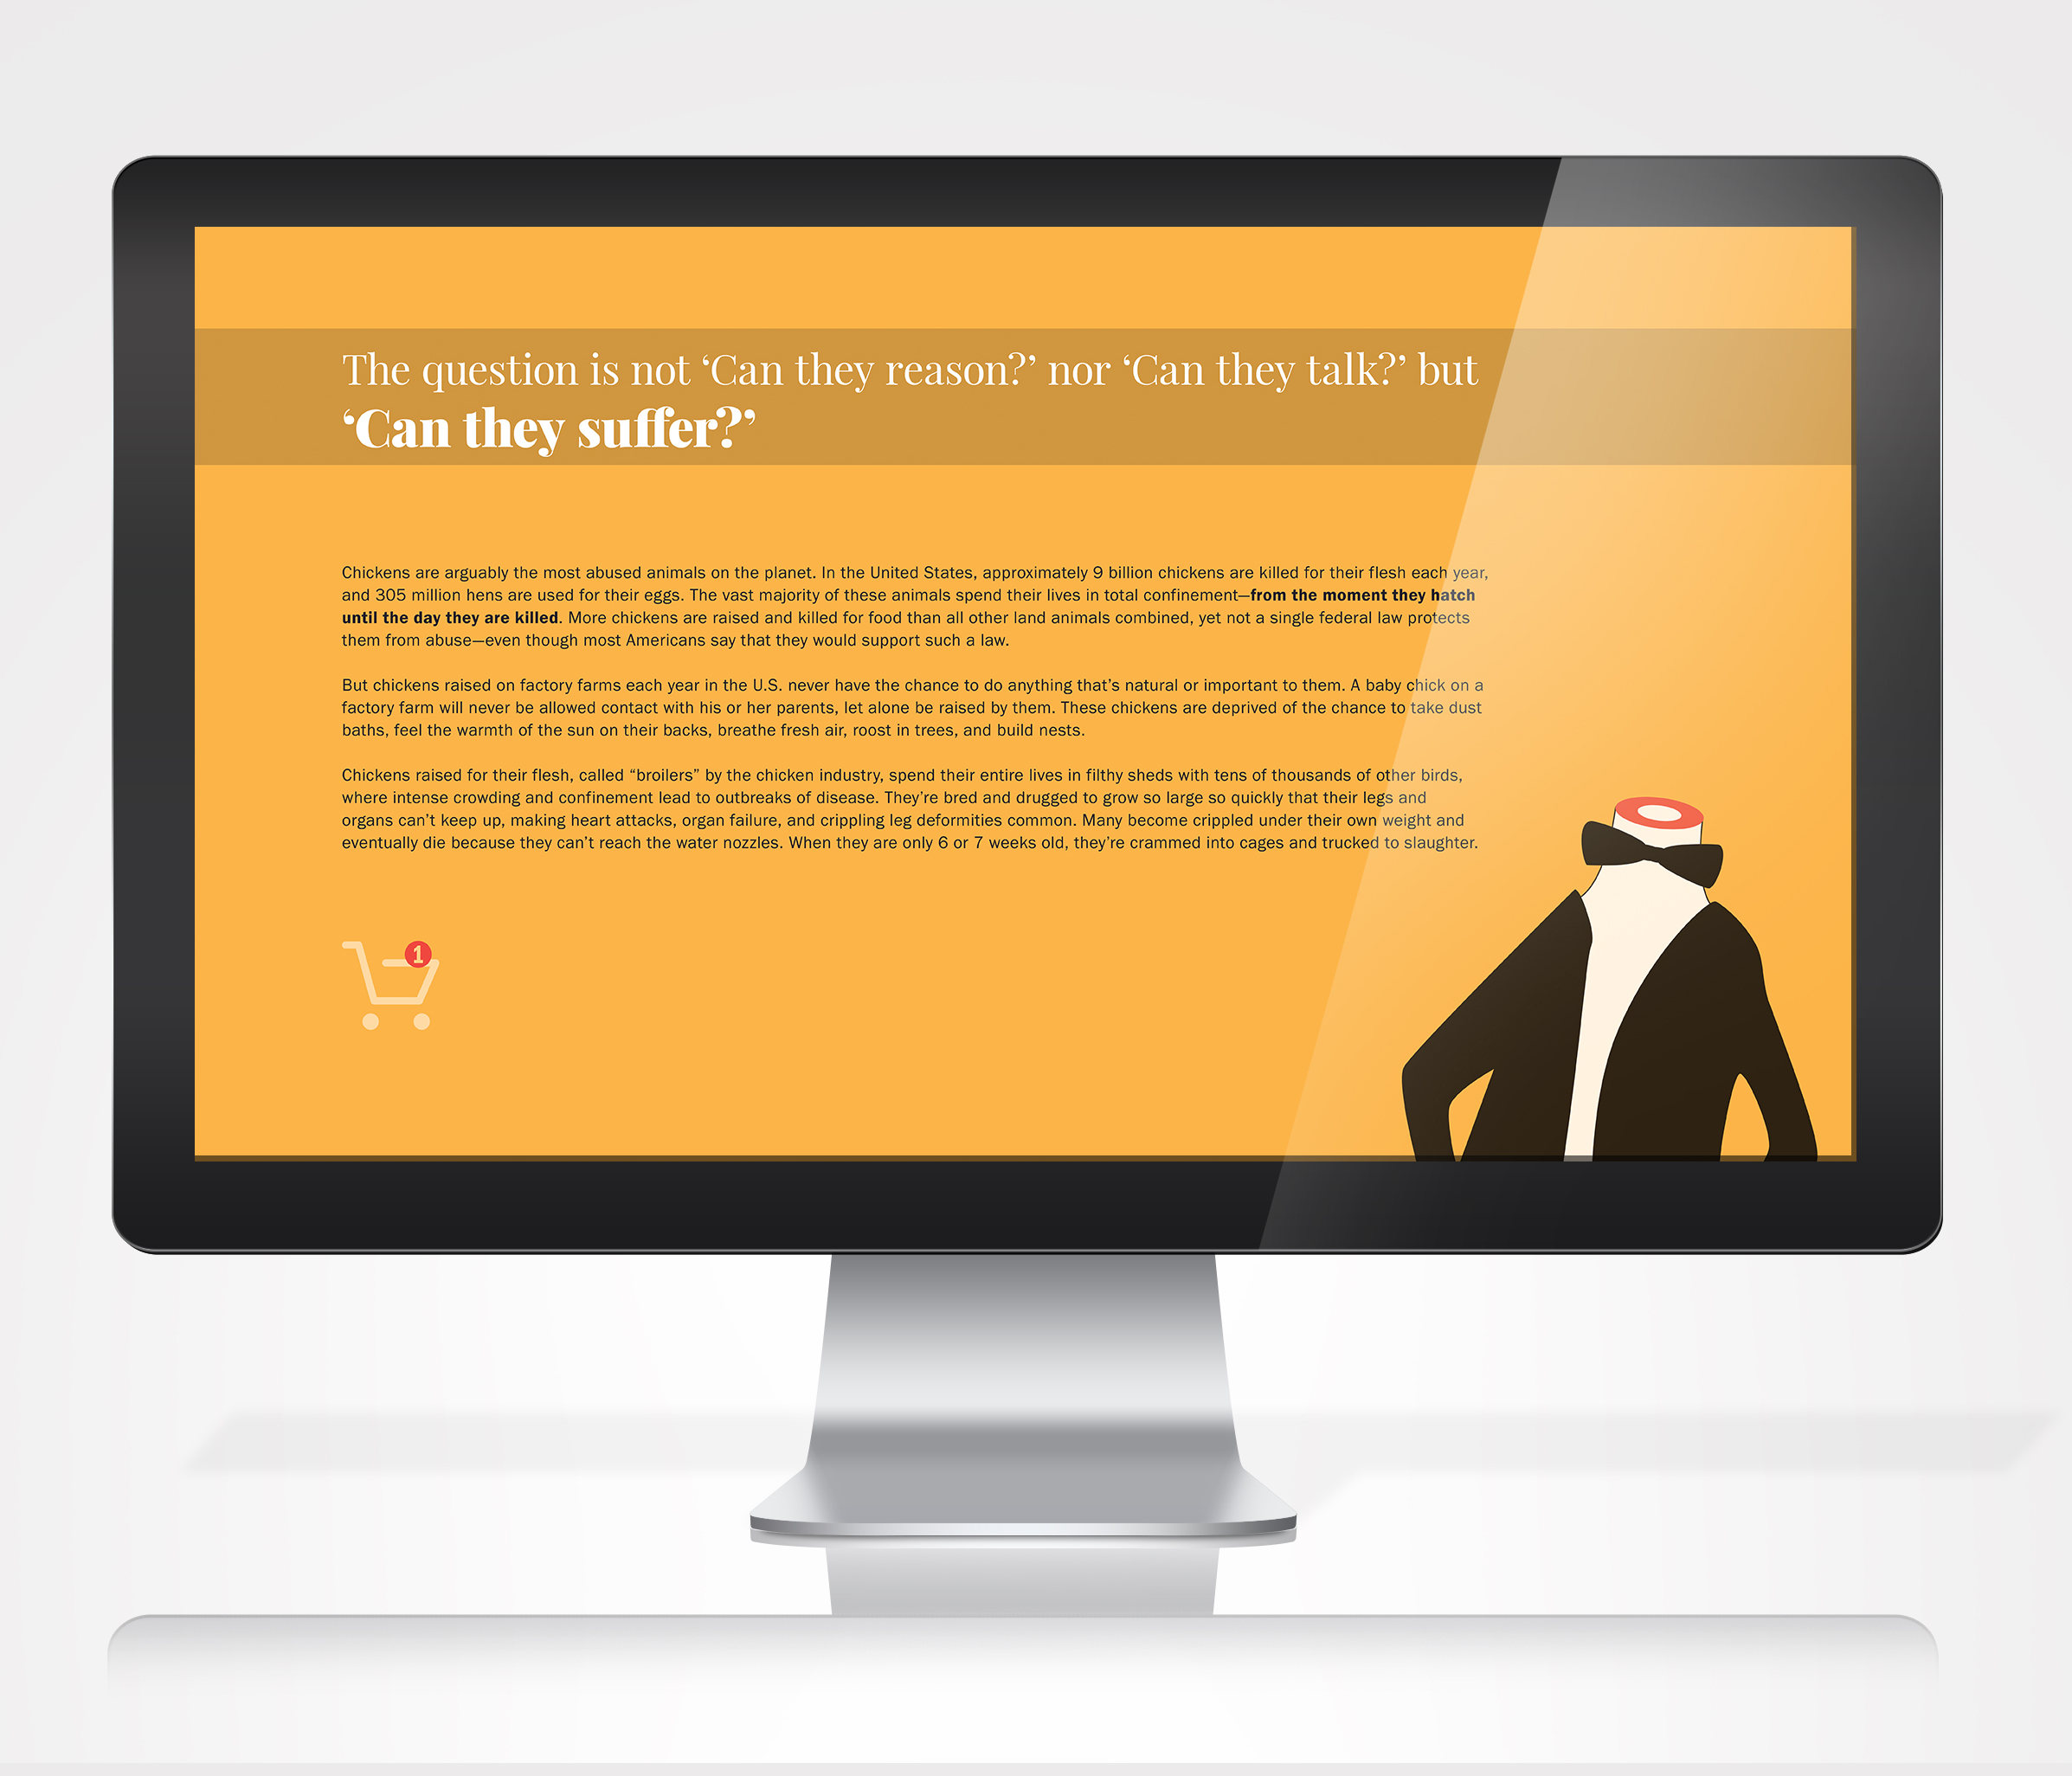 The question is not ‘Can they reason?’ nor ‘Can they talk?’ but
‘Can they suffer?’
Chickens are arguably the most abused animals on the planet. In the United States, approximately 9 billion chickens are killed for their flesh each year,
and 305 million hens are used for their eggs. The vast majority of these animals spend their lives in total confinement—from the moment they hatch
until the day they are killed. More chickens are raised and killed for food than all other land animals combined, yet not a single federal law protects
them from abuse—even though most Americans say that they would support such a law.
But chickens raised on factory farms each year in the U.S. never have the chance to do anything that’s natural or important to them. A baby chick on a
factory farm will never be allowed contact with his or her parents, let alone be raised by them. These chickens are deprived of the chance to take dust
baths, feel the warmth of the sun on their backs, breathe fresh air, roost in trees, and build nests.
Chickens raised for their flesh, called “broilers” by the chicken industry, spend their entire lives in filthy sheds with tens of thousands of other birds,
where intense crowding and confinement lead to outbreaks of disease. They’re bred and drugged to grow so large so quickly that their legs and
organs can’t keep up, making heart attacks, organ failure, and crippling leg deformities common. Many become crippled under their own weight and
eventually die because they can’t reach the water nozzles. When they are only 6 or 7 weeks old, they’re crammed into cages and trucked to slaughter.
1